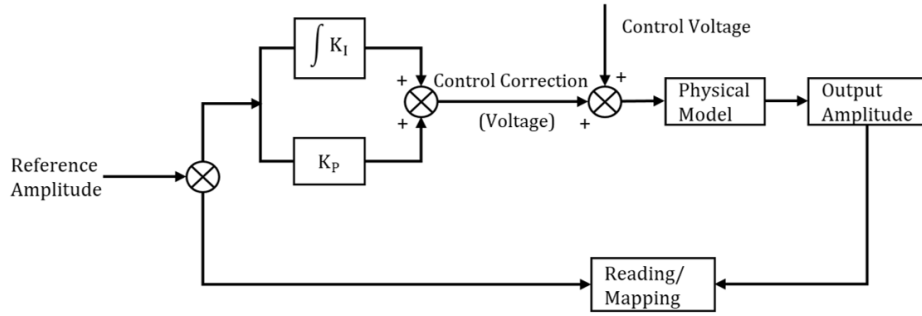 ∫ K_I
Control Voltage
+
Control Correction
+
Physical
Model
Output
Amplitude
+
(Voltage)
+
K_P
Reference
Amplitude
Reading/
Mapping